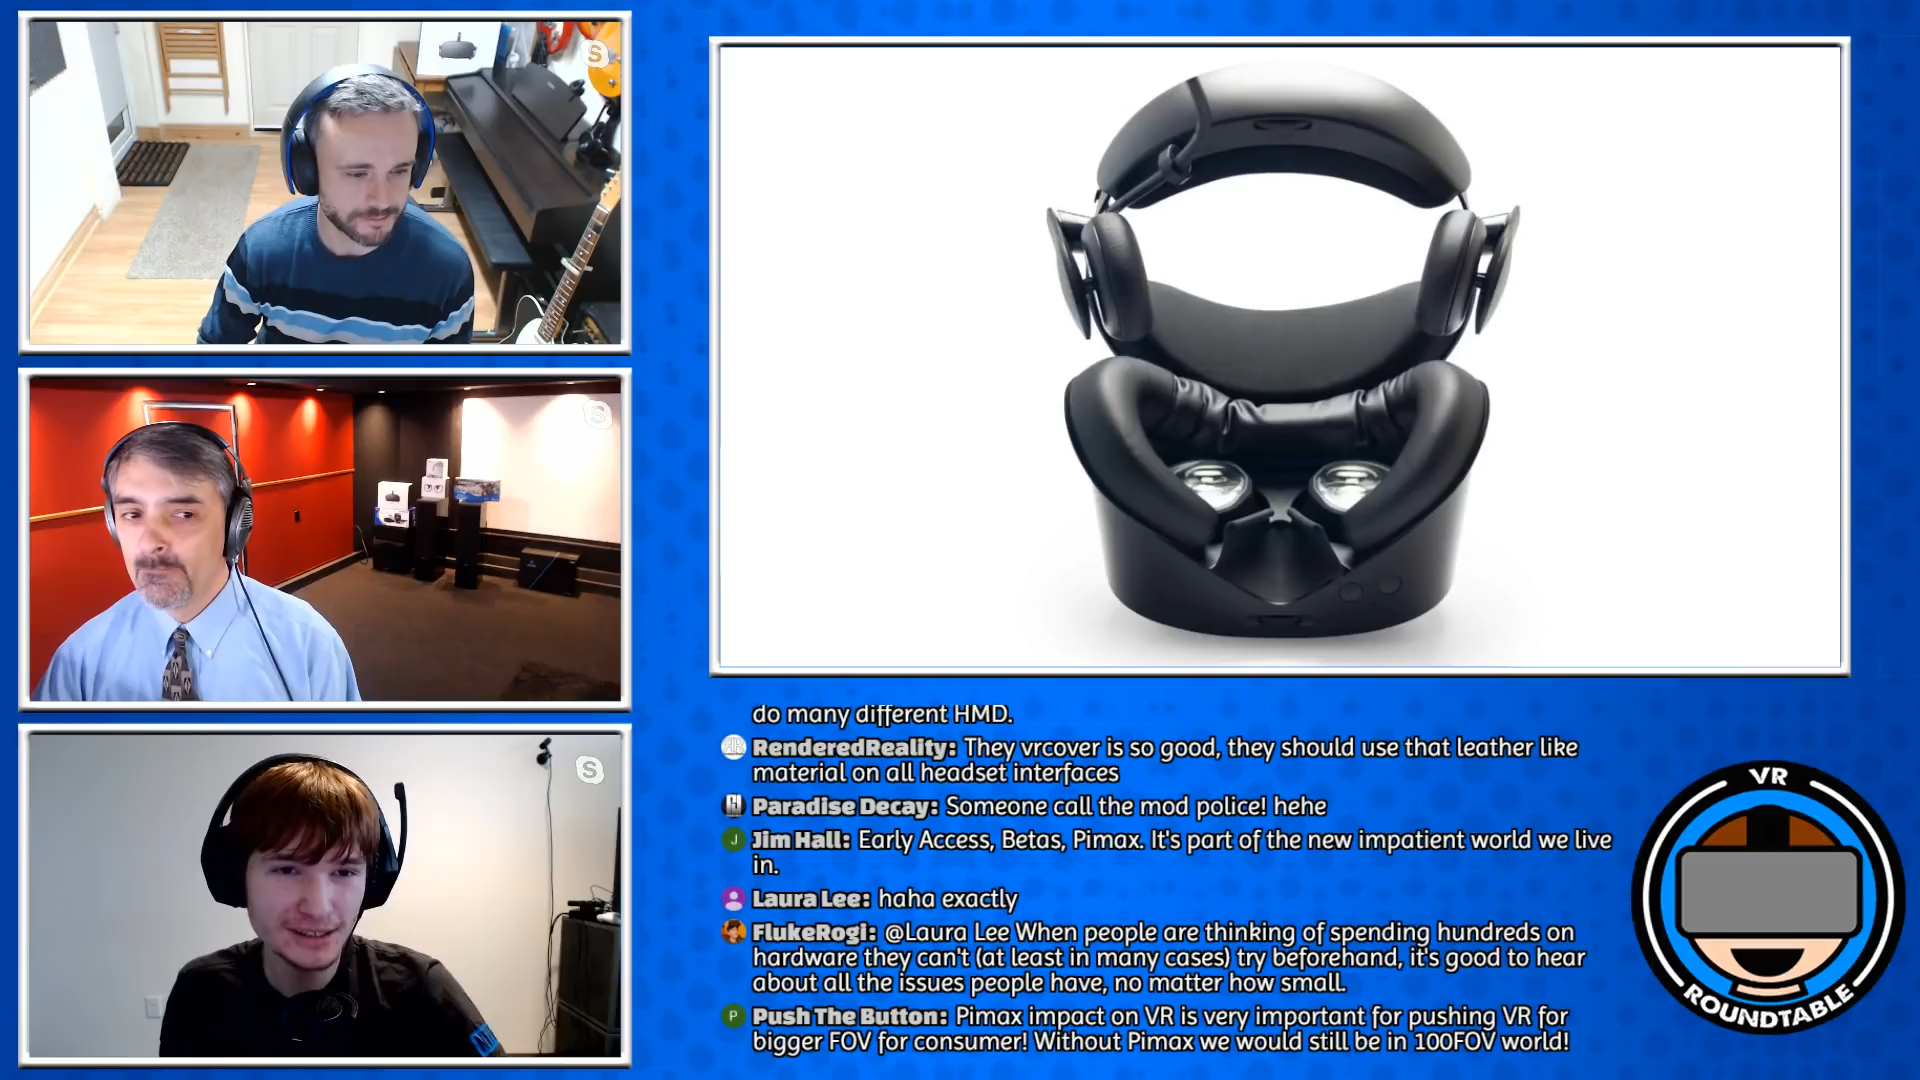 do many different HMD.
RenderedReality: They vrcover is so good, they should use that leather like
material on all headset interfaces
Paradise Decay: Someone call the mod police! hehe
J Jim Hall: Early Access, Betas, Pimax. It's part of the new impatient world we live
in.
Laura Lee: haha exactly
FlukeRogi: @Laura Lee When people are thinking of spending hundreds on
hardware they can't (at least in many cases) try beforehand, it's good to hear
about all the issues people have, no matter how small.
P Push The Button: Pimax impact on VR is very important for pushing VR for
bigger FOV for consumer! Without Pimax we would still be in 100FOV world!
VR
ROUNDTABLE
S
S
S